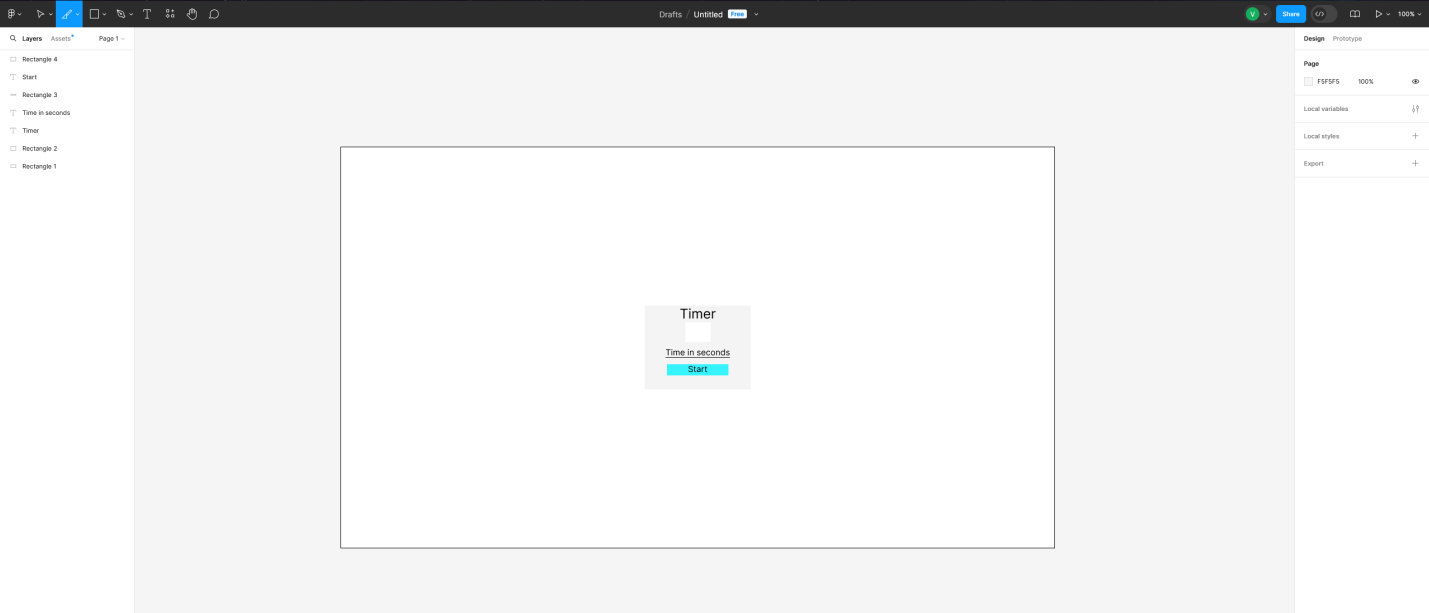 Drafts / Untitled Free
V
Share
100%
Layers Assets Page 1
Rectangle 4
Start
Rectangle 3
Time in seconds
Timer
Rectangle 2
Rectangle 1
Timer
Time in seconds
Start
Design Prototype
Page
F5F5F5 100%
Local variables
Local styles
Export